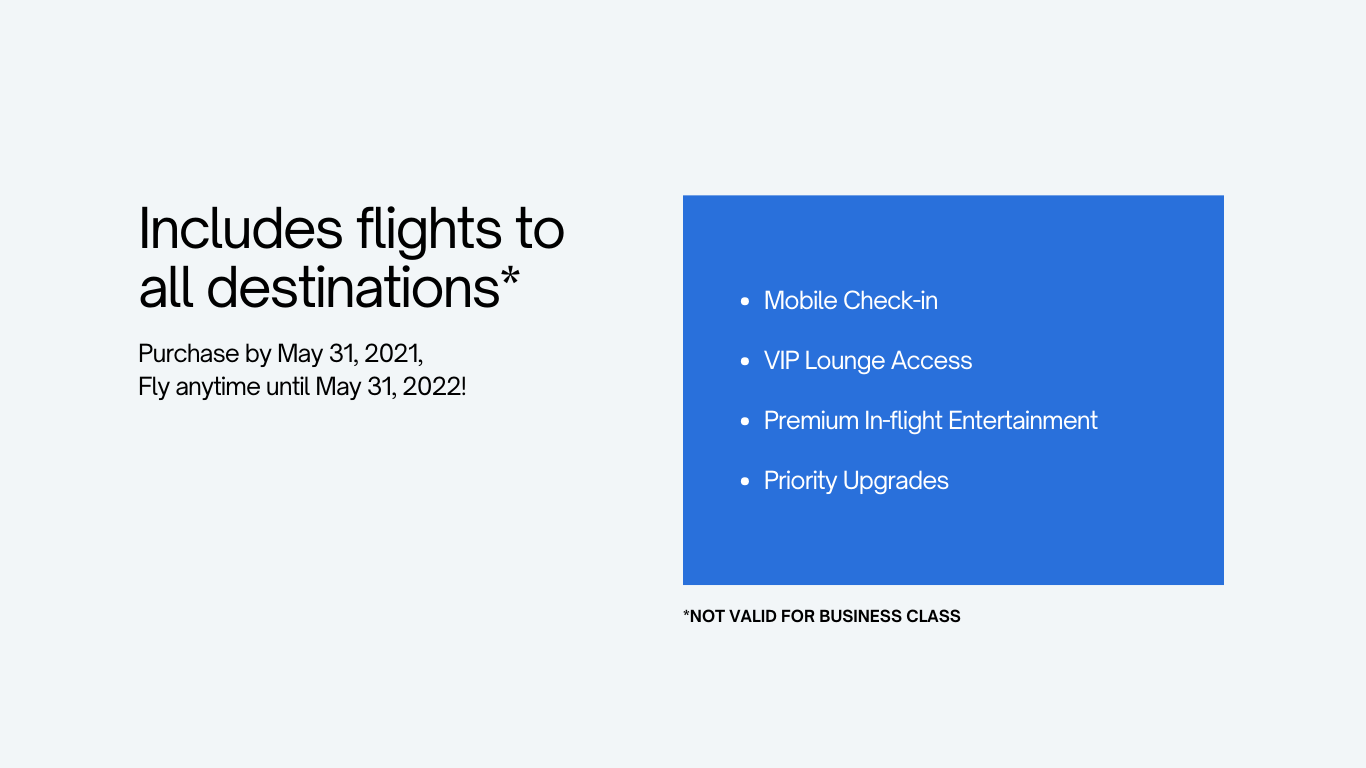 Includes flights to
all destinations*
Purchase by May 31, 2021,
Fly anytime until May 31, 2022!
• Mobile Check-in
• VIP Lounge Access
• Premium In-flight Entertainment
• Priority Upgrades
*NOT VALID FOR BUSINESS CLASS